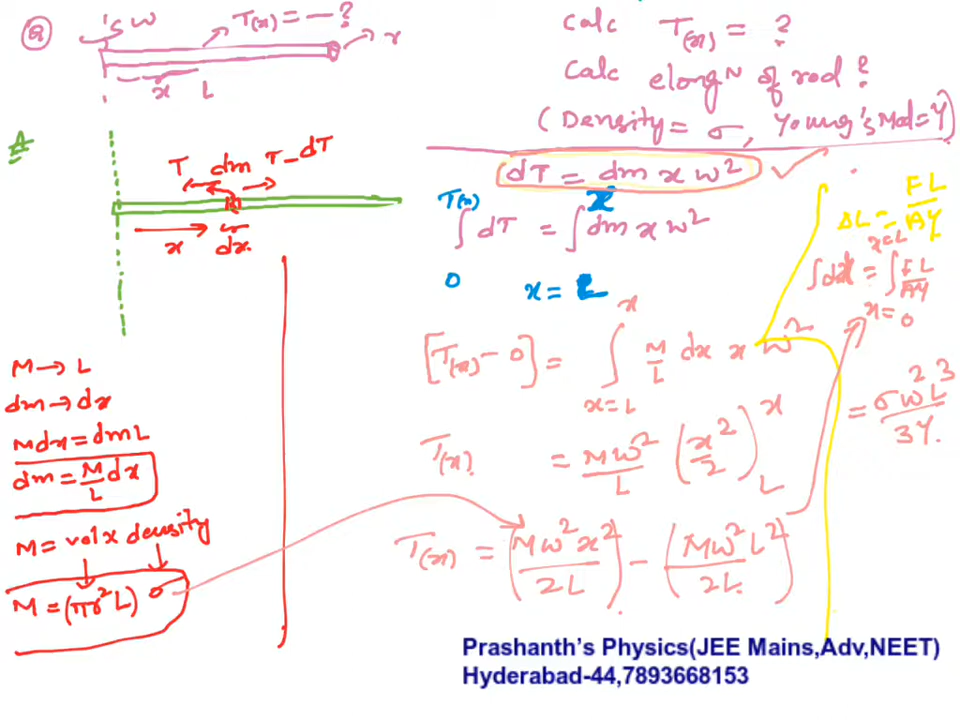 Q 's ω T(x) = — ? r
x L
calc T(x) = ?
calc elongN of rod ?
(Density = σ, Young's Mod = Y)
A
T dm T - dT
x dx
dT = dm x ω² ✓
T(x) x
∫ dT = ∫ dm x ω²
0 x = L
[T(x) - 0] = ∫ M/L dx x ω²
x
x = L
T(x) = Mω²/L (x²/2)
x
L
T(x) = (Mω²x²/2L) - (Mω²L²/2L)
ΔL = FL/AY
x=L
∫ = ∫ FL/AY
x=0
= σω²L³/3Y.
M → L
dm → dx
Mdx = dm L
dm = M/L dx
M = vol x density
M = (πr²L) σ
Prashanth's Physics(JEE Mains,Adv,NEET)
Hyderabad-44,7893668153